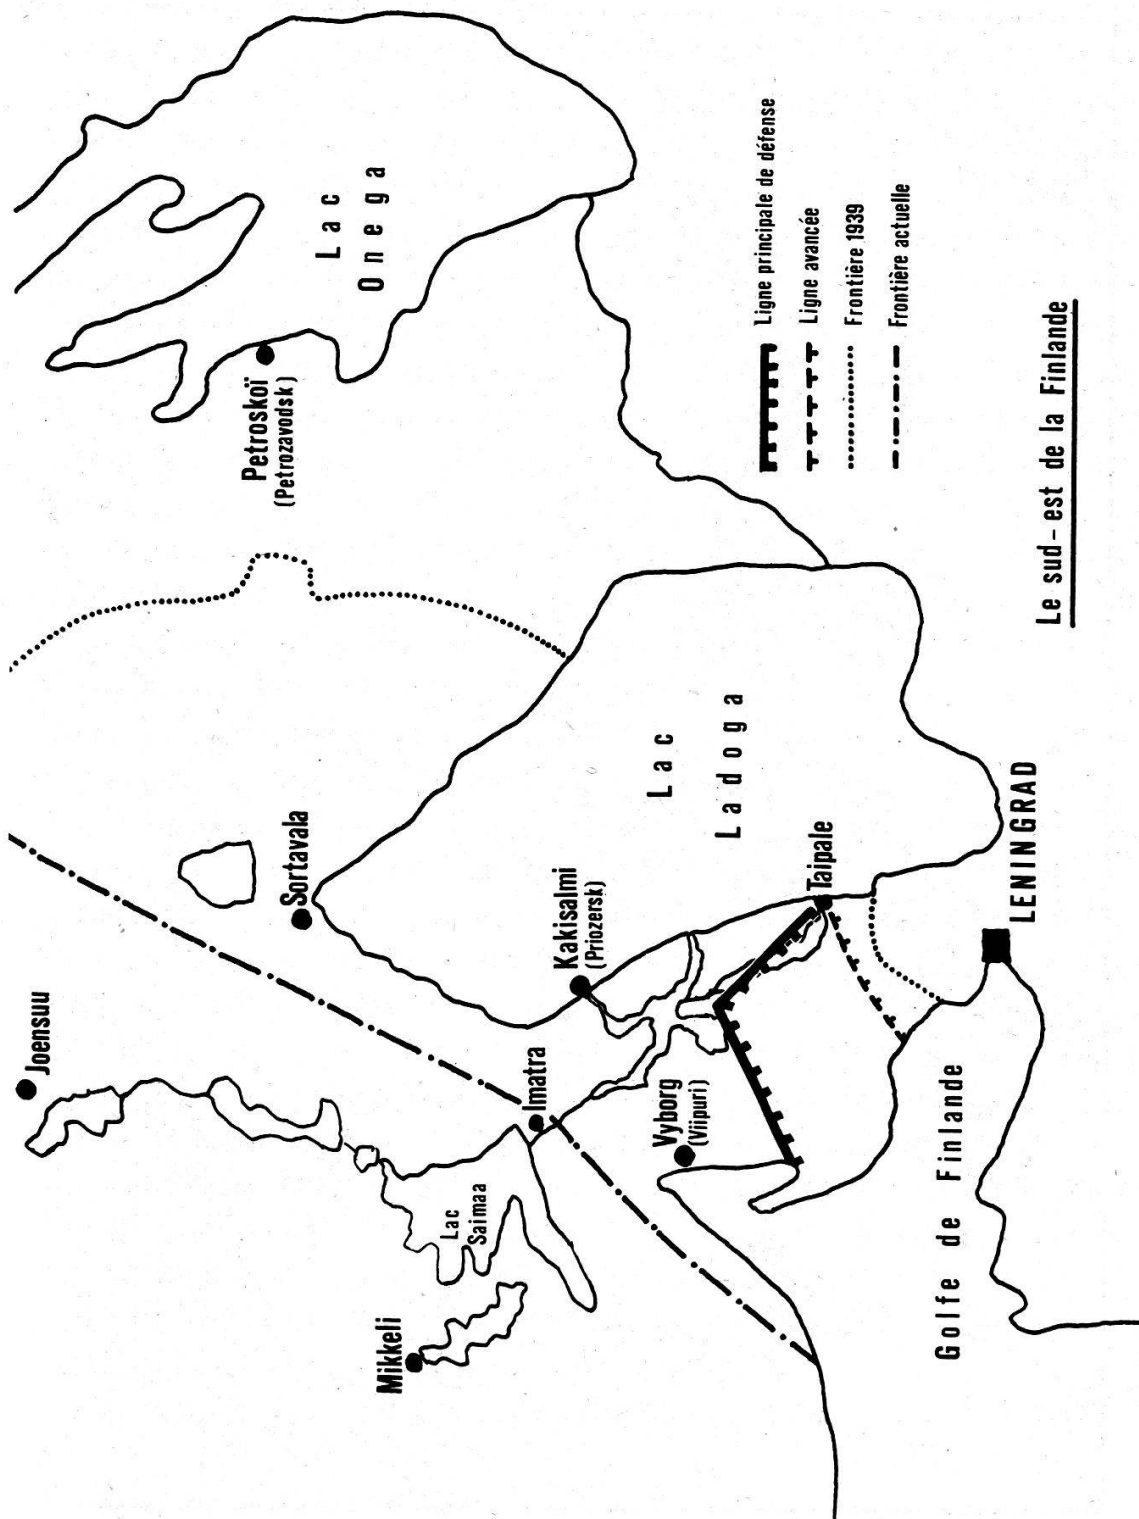 Joensuu
Mikkeli
Lac
Saimaa
Imatra
Sortavala
Petroskoï
(Petrozavodsk)
Lac
Onega
Vyborg
(Viipuri)
Kakisalmi
(Priozersk)
Lac
Ladoga
Taipale
Golfe de Finlande
LENINGRAD
Ligne principale de défense
Ligne avancée
Frontière 1939
Frontière actuelle
Le sud-est de la Finlande